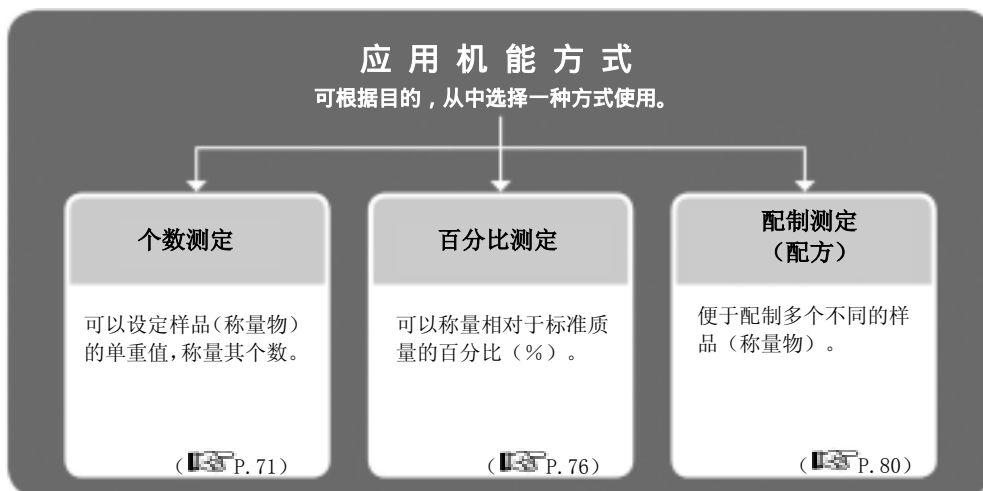 应用机能方式
可根据目的，从中选择一种方式使用。
个数测定
可以设定样品（称量物）
的单重值，称量其个数。
（P.71）
百分比测定
可以称量相对于标准质
量的百分比（％）。
（P.76）
配制测定
（配方）
便于配制多个不同的样
品（称量物）。
（P.80）